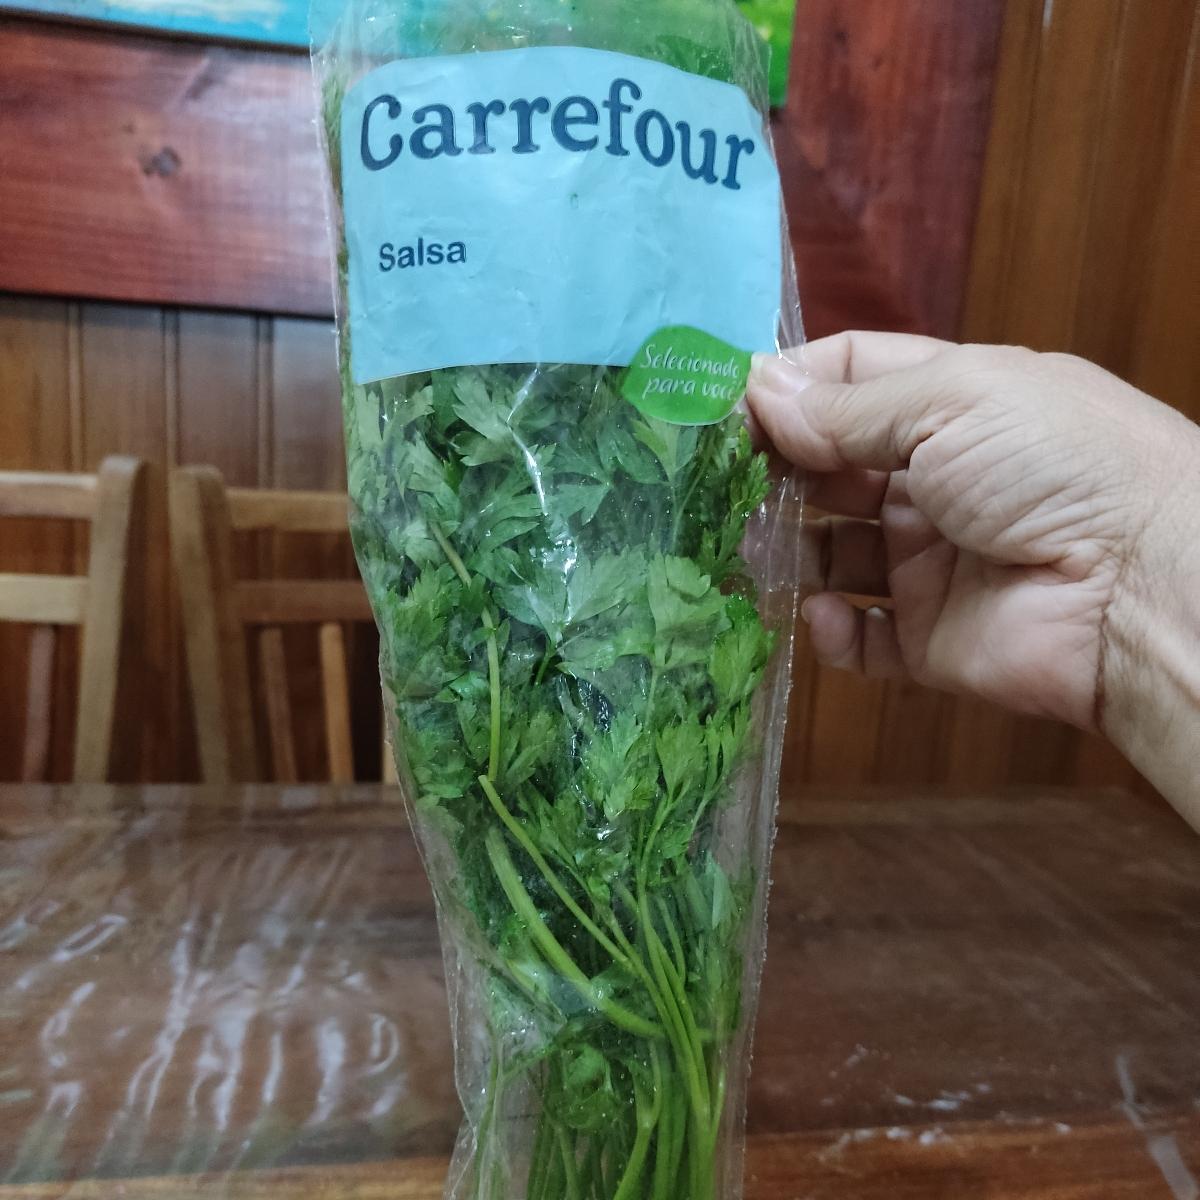 Carrefour
Salsa
Selecionado
para você